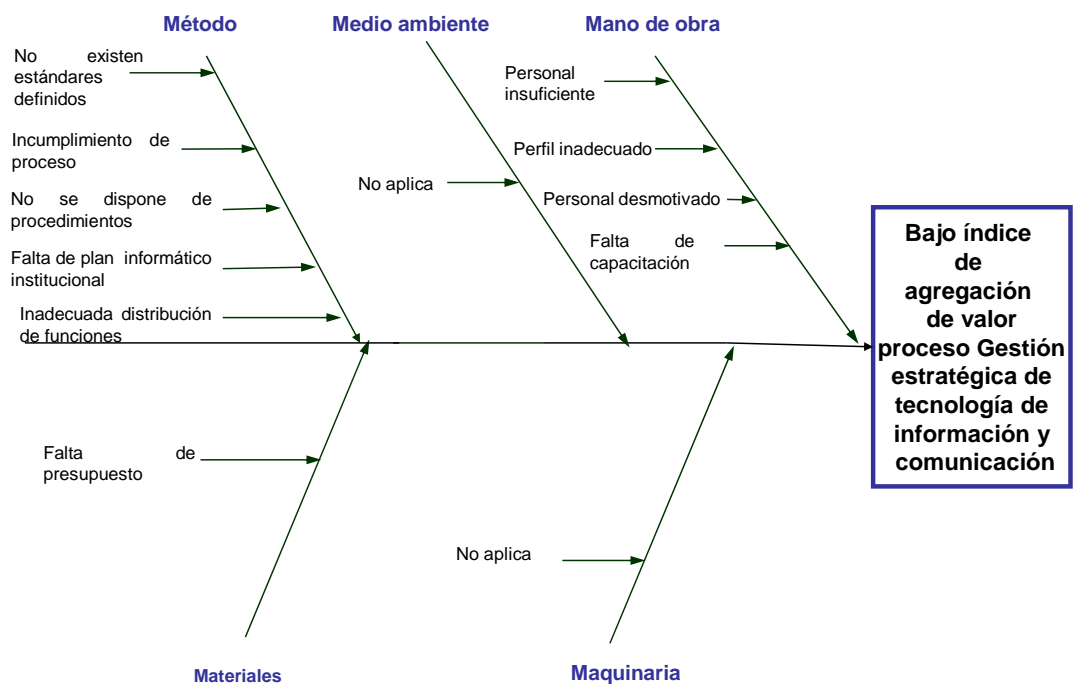 Método
Medio ambiente
Mano de obra
No existen
estándares
definidos
Incumplimiento de
proceso
No se dispone de
procedimientos
Falta de plan informático
institucional
Inadecuada distribución
de funciones
No aplica
Personal
insuficiente
Perfil inadecuado
Personal desmotivado
Falta de
capacitación
Bajo índice
de
agregación
de valor
proceso Gestión
estratégica de
tecnología de
información y
comunicación
Falta de
presupuesto
No aplica
Materiales
Maquinaria